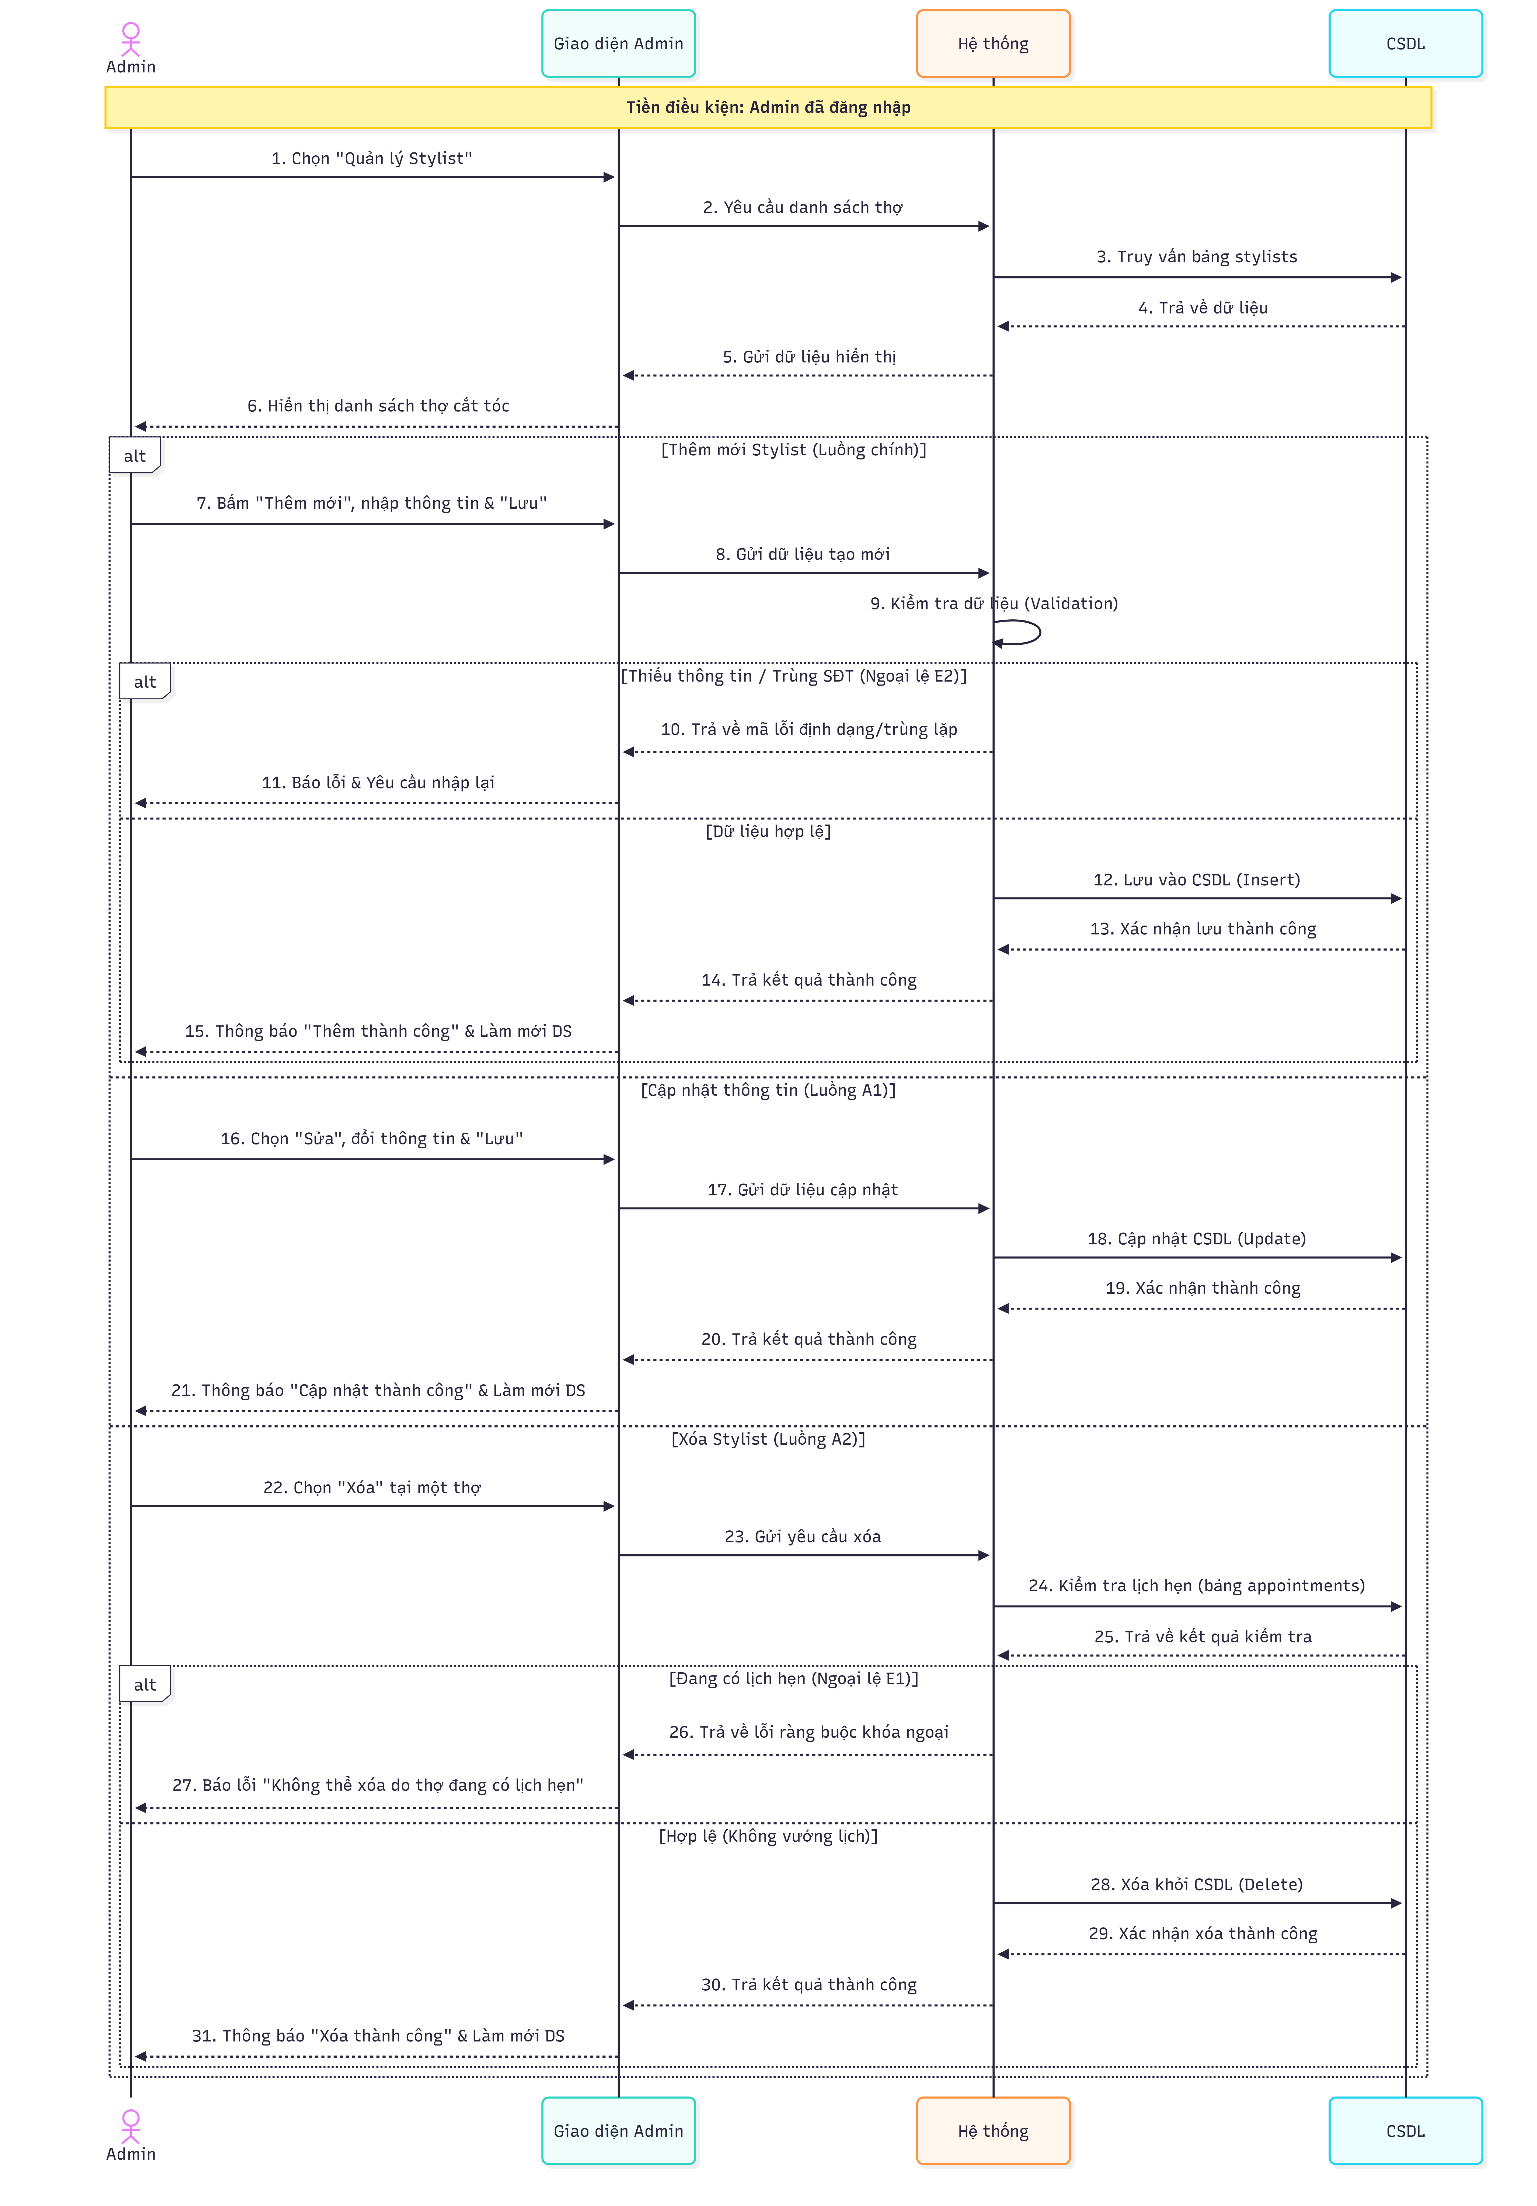 Admin
Giao diện Admin
Hệ thống
CSDL
Tiền điều kiện: Admin đã đăng nhập
1. Chọn "Quản lý Stylist"
2. Yêu cầu danh sách thợ
3. Truy vấn bảng stylists
4. Trả về dữ liệu
5. Gửi dữ liệu hiển thị
6. Hiển thị danh sách thợ cắt tóc
alt
[Thêm mới Stylist (Luồng chính)]
7. Bấm "Thêm mới", nhập thông tin & "Lưu"
8. Gửi dữ liệu tạo mới
9. Kiểm tra dữ liệu (Validation)
alt
[Thiếu thông tin / Trùng SĐT (Ngoại lệ E2)]
10. Trả về mã lỗi định dạng/trùng lặp
11. Báo lỗi & Yêu cầu nhập lại
[Dữ liệu hợp lệ]
12. Lưu vào CSDL (Insert)
13. Xác nhận lưu thành công
14. Trả kết quả thành công
15. Thông báo "Thêm thành công" & Làm mới DS
[Cập nhật thông tin (Luồng A1)]
16. Chọn "Sửa", đổi thông tin & "Lưu"
17. Gửi dữ liệu cập nhật
18. Cập nhật CSDL (Update)
19. Xác nhận thành công
20. Trả kết quả thành công
21. Thông báo "Cập nhật thành công" & Làm mới DS
[Xóa Stylist (Luồng A2)]
22. Chọn "Xóa" tại một thợ
23. Gửi yêu cầu xóa
24. Kiểm tra lịch hẹn (bảng appointments)
25. Trả về kết quả kiểm tra
alt
[Đang có lịch hẹn (Ngoại lệ E1)]
26. Trả về lỗi ràng buộc khóa ngoại
27. Báo lỗi "Không thể xóa do thợ đang có lịch hẹn"
[Hợp lệ (Không vướng lịch)]
28. Xóa khỏi CSDL (Delete)
29. Xác nhận xóa thành công
30. Trả kết quả thành công
31. Thông báo "Xóa thành công" & Làm mới DS
Admin
Giao diện Admin
Hệ thống
CSDL